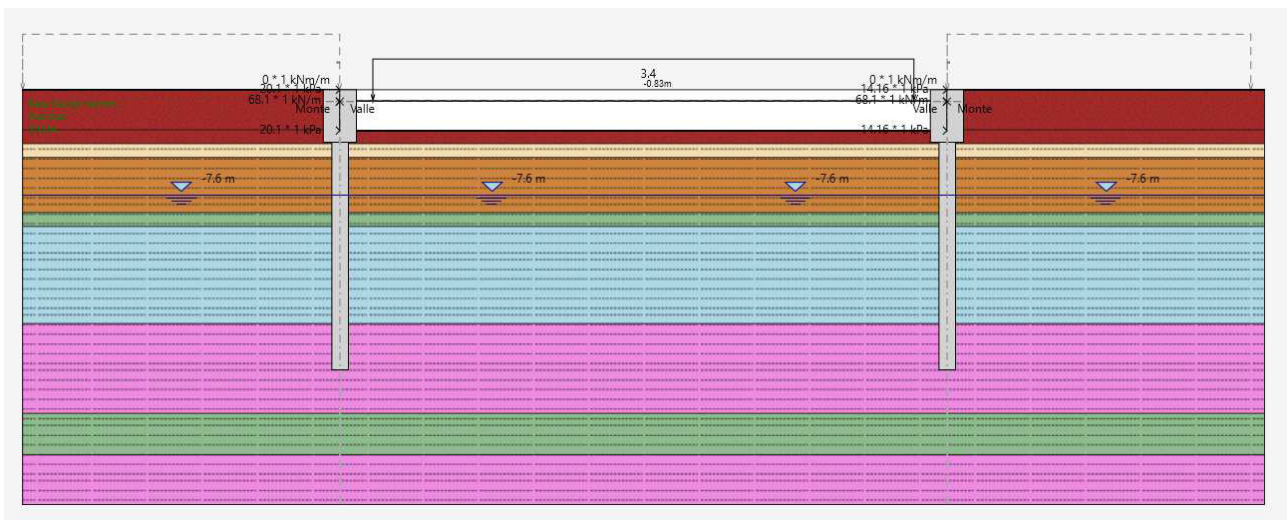 3.4
-0.83m
0 * 1 kNm/m
20.1 * 1 kPa
68.1 * 1 kN/m
Monte
Valle
20.1 * 1 kPa
0 * 1 kNm/m
14.16 * 1 kPa
68.1 * 1 kN/m
Valle
Monte
14.16 * 1 kPa
-7.6 m
-7.6 m
-7.6 m
-7.6 m